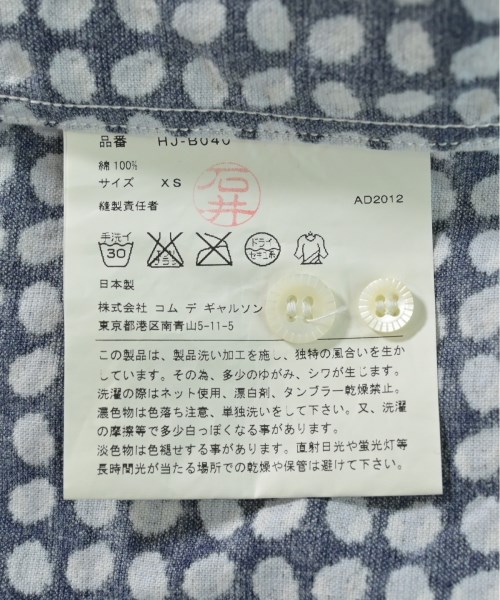 品番 HJ-B040
綿 100%
サイズ XS
石井
縫製責任者 AD2012
手洗イ
30
ドライ
セキユ系
日本製
株式会社 コム デ ギャルソン
東京都港区南青山5-11-5
この製品は、製品洗い加工を施し、独特の風合いを生か
しています。その為、多少のゆがみ、シワが生じます。
洗濯の際はネット使用、漂白剤、タンブラー乾燥禁止。
濃色物は色落ち注意、単独洗いをして下さい。又、洗濯
の摩擦等で多少白っぽくなる事があります。
淡色物は色褪せする事が有ります。直射日光や蛍光灯等
長時間光が当たる場所での乾燥や保管は避けて下さい。